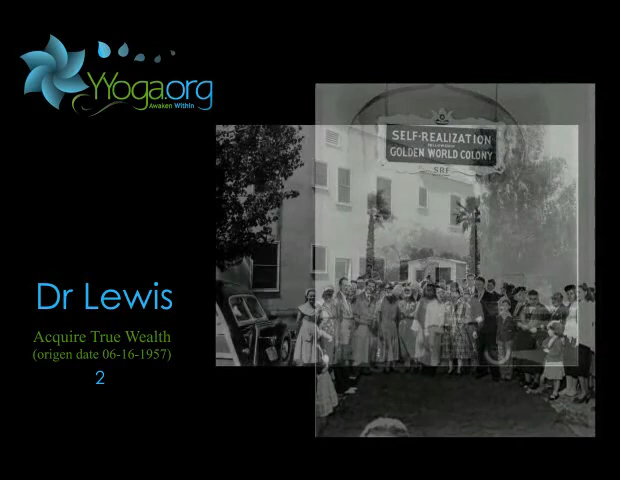 YYoga.org
Awaken Within
SELF-REALIZATION
FELLOWSHIP
GOLDEN WORLD COLONY
SRF
Dr Lewis
Acquire True Wealth
(origen date 06-16-1957)
2